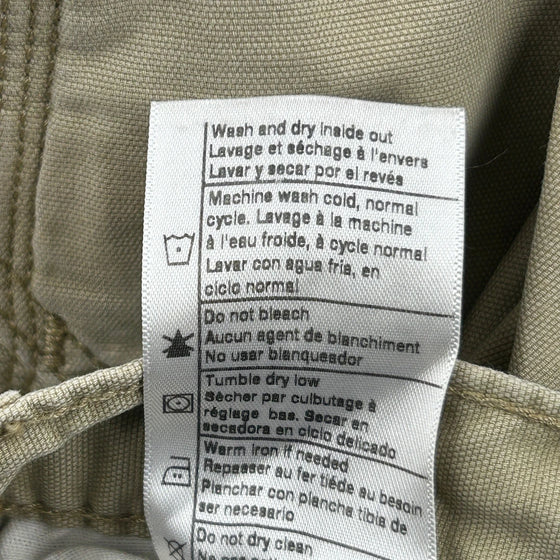 Wash and dry inside out
Lavage et séchage à l'envers
Lavar y secar por el revés
Machine wash cold, normal
cycle. Lavage à la machine
à l'eau froide, à cycle normal
Lavar con agua fria, en
ciclo normal
Do not bleach
Aucun agent de blanchiment
No usar blanqueador
Tumble dry low
Sécher par culbutage à
réglage bas. Secar en
secadora en ciclo delicado
Warm iron if needed
Repasser au fer tiéde au besoin
Planchar con plancha tibia de
ser necesario
Do not dry clean